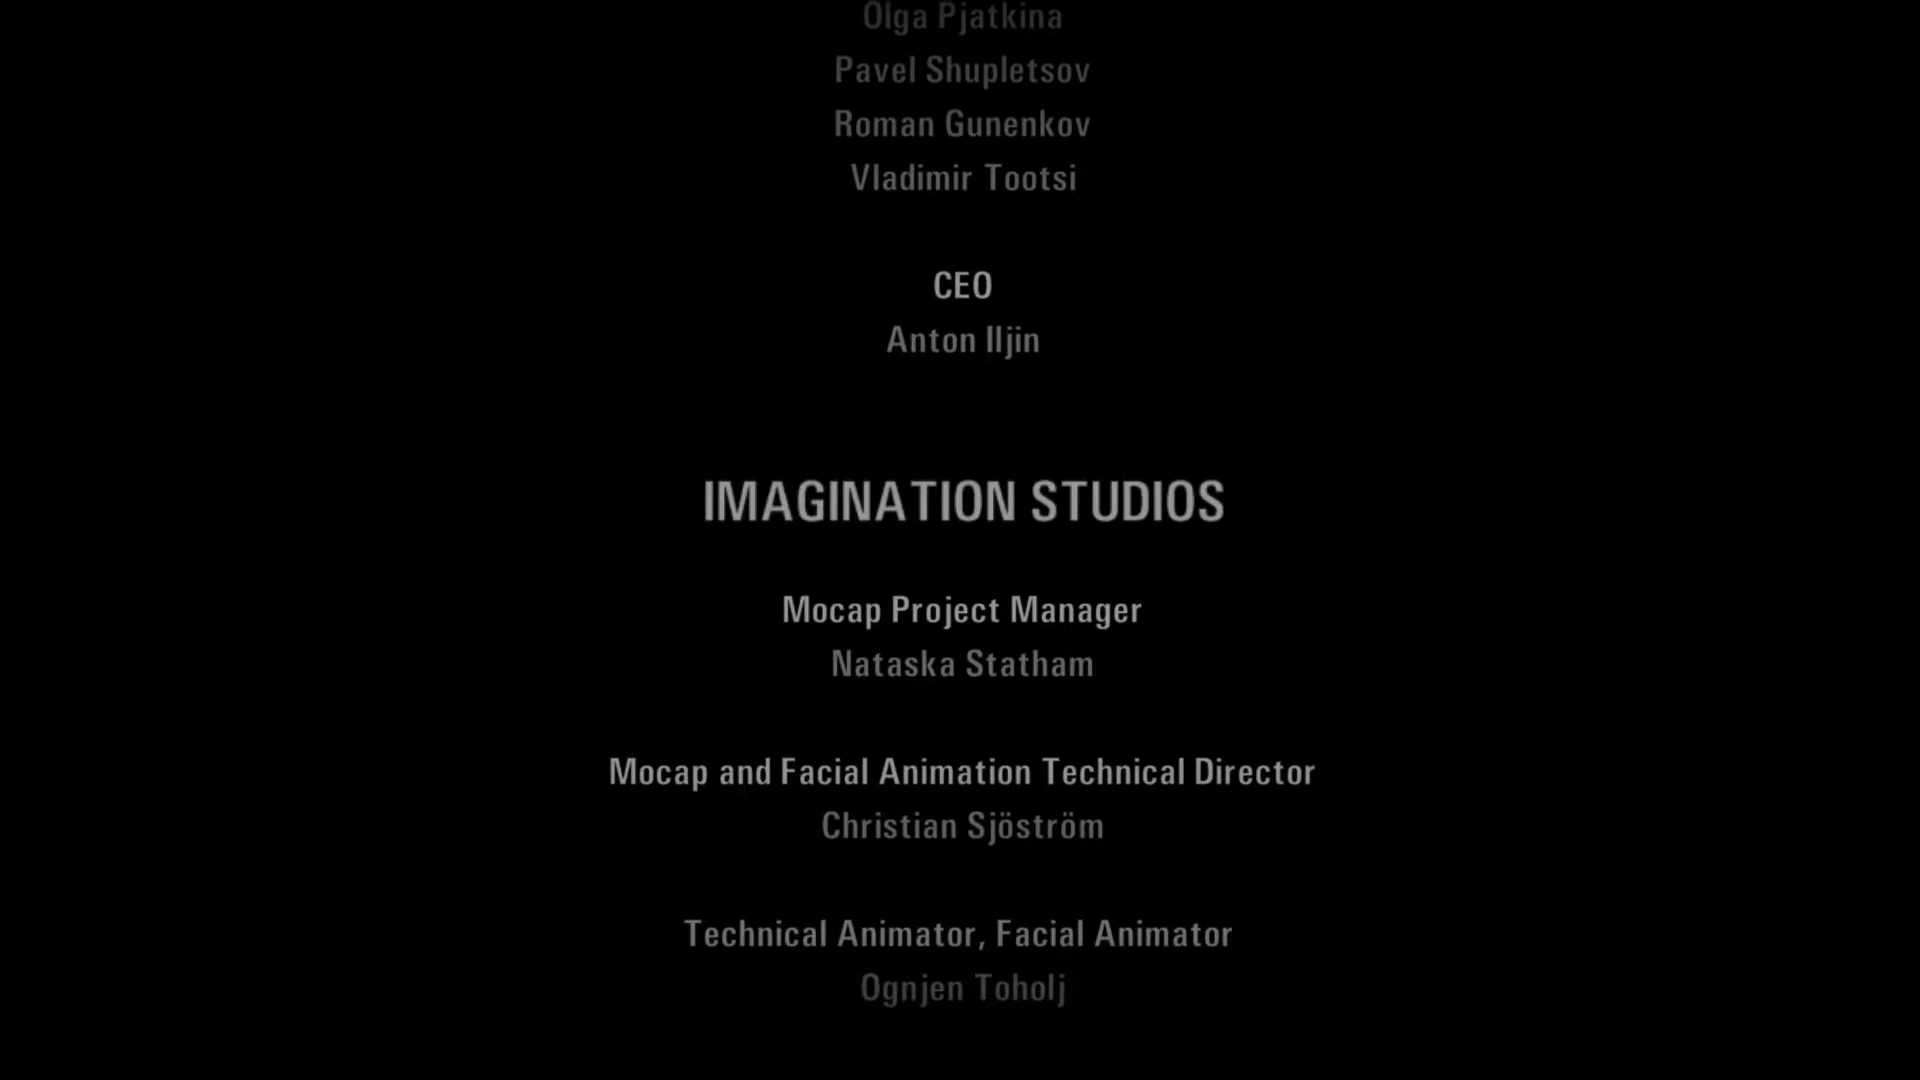 Olga Pjatkina
Pavel Shupletsov
Roman Gunenkov
Vladimir Tootsi
CEO
Anton Iljin
IMAGINATION STUDIOS
Mocap Project Manager
Nataska Statham
Mocap and Facial Animation Technical Director
Christian Sjöström
Technical Animator, Facial Animator
Ognjen Toholj